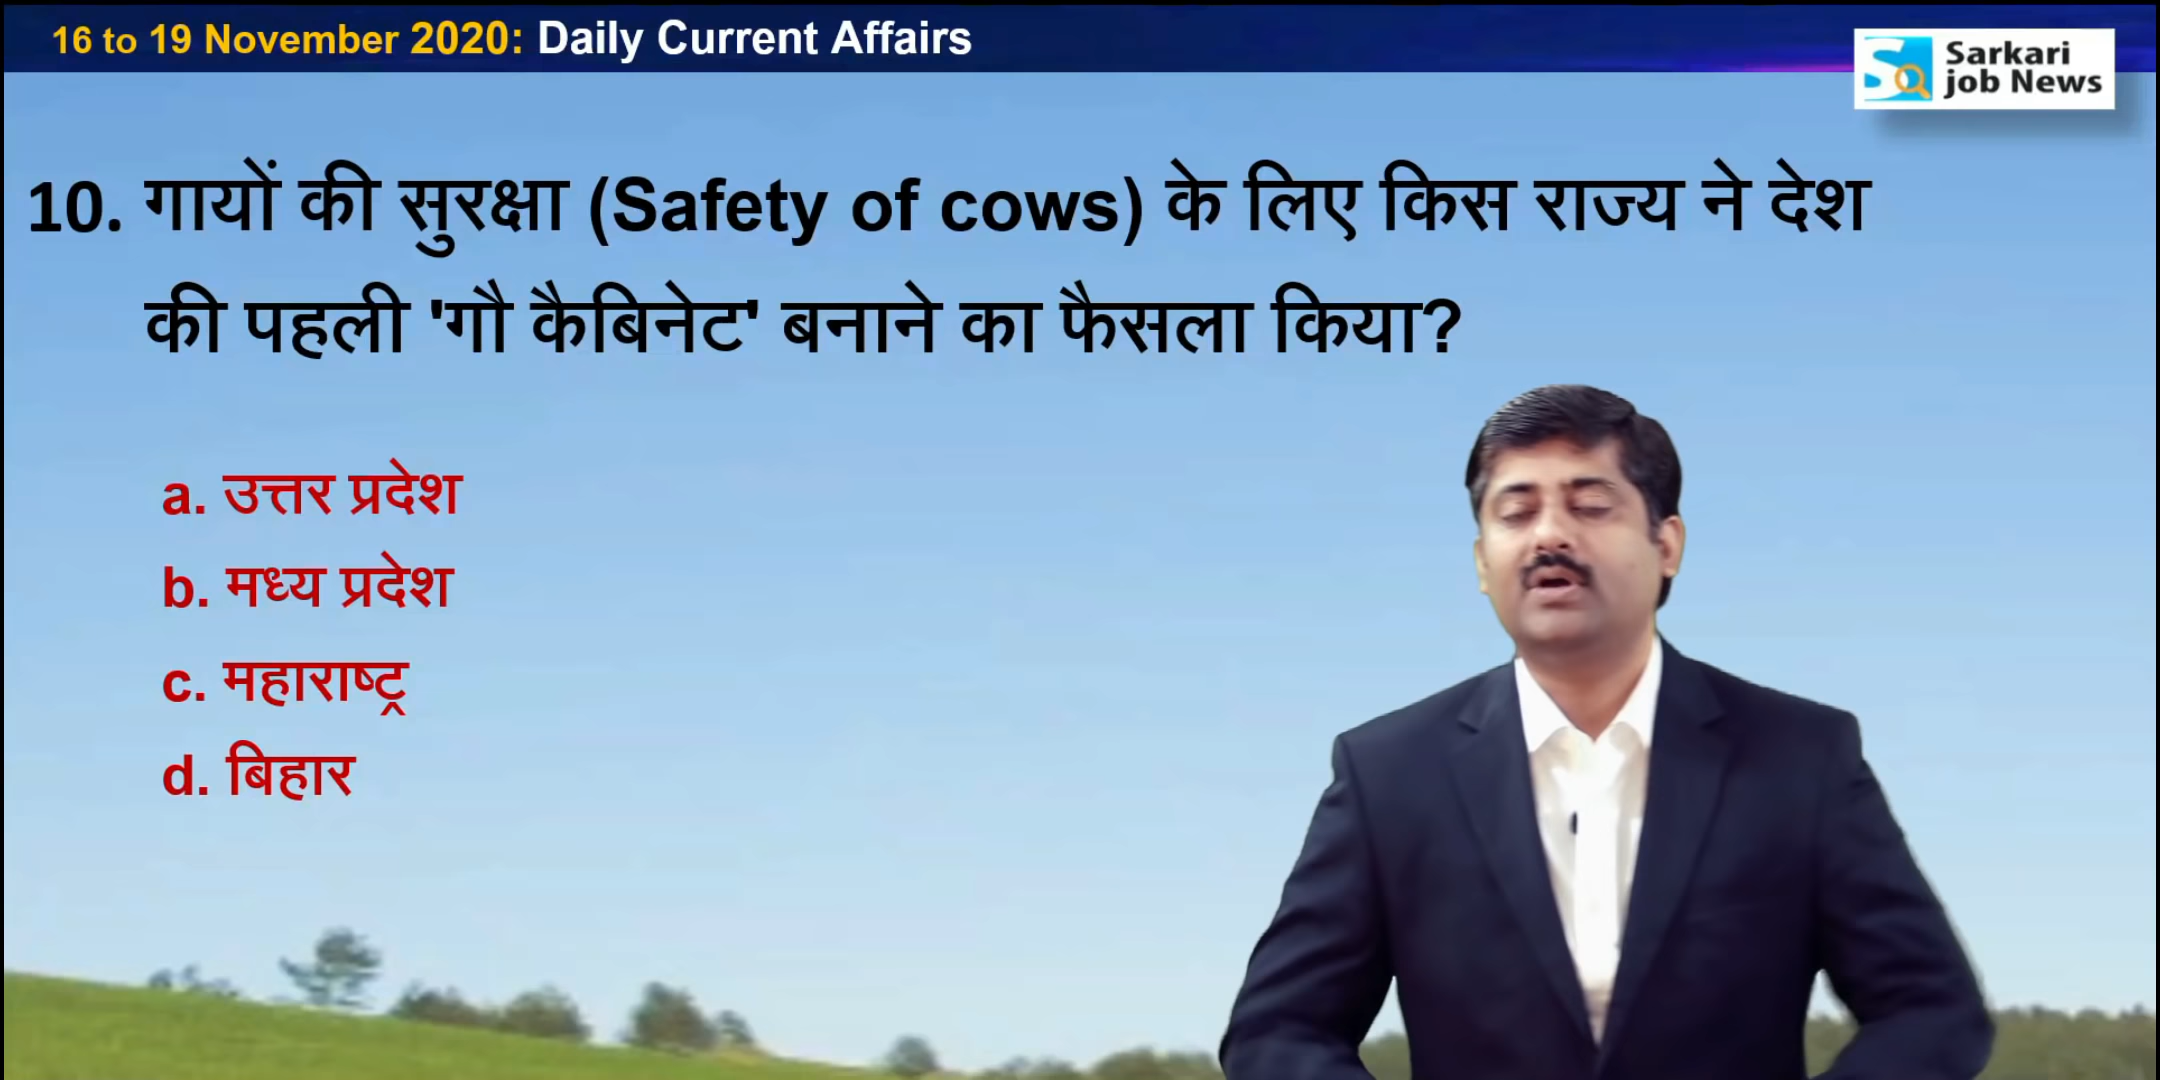 16 to 19 November 2020: Daily Current Affairs
Sarkari
job News
10. गायों की सुरक्षा (Safety of cows) के लिए किस राज्य ने देश
की पहली 'गौ कैबिनेट' बनाने का फैसला किया?
a. उत्तर प्रदेश
b. मध्य प्रदेश
c. महाराष्ट्र
d. बिहार